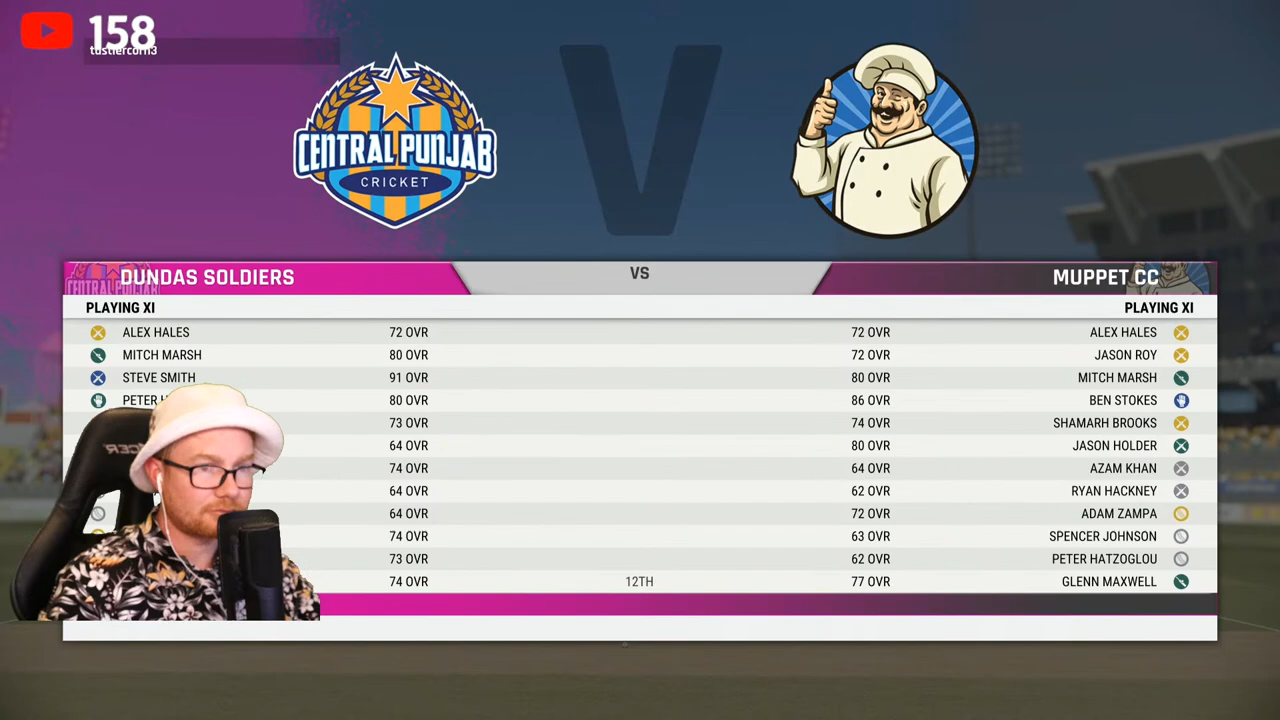 158
tustlercorn3
V
CENTRAL PUNJAB
CRICKET
DUNDAS SOLDIERS
VS
MUPPET CC
PLAYING XI
PLAYING XI
ALEX HALES 72 OVR 72 OVR ALEX HALES
MITCH MARSH 80 OVR 72 OVR JASON ROY
STEVE SMITH 91 OVR 80 OVR MITCH MARSH
PETER 80 OVR 86 OVR BEN STOKES
73 OVR 74 OVR SHAMARH BROOKS
64 OVR 80 OVR JASON HOLDER
74 OVR 64 OVR AZAM KHAN
64 OVR 62 OVR RYAN HACKNEY
64 OVR 72 OVR ADAM ZAMPA
74 OVR 63 OVR SPENCER JOHNSON
73 OVR 62 OVR PETER HATZOGLOU
74 OVR 12TH 77 OVR GLENN MAXWELL